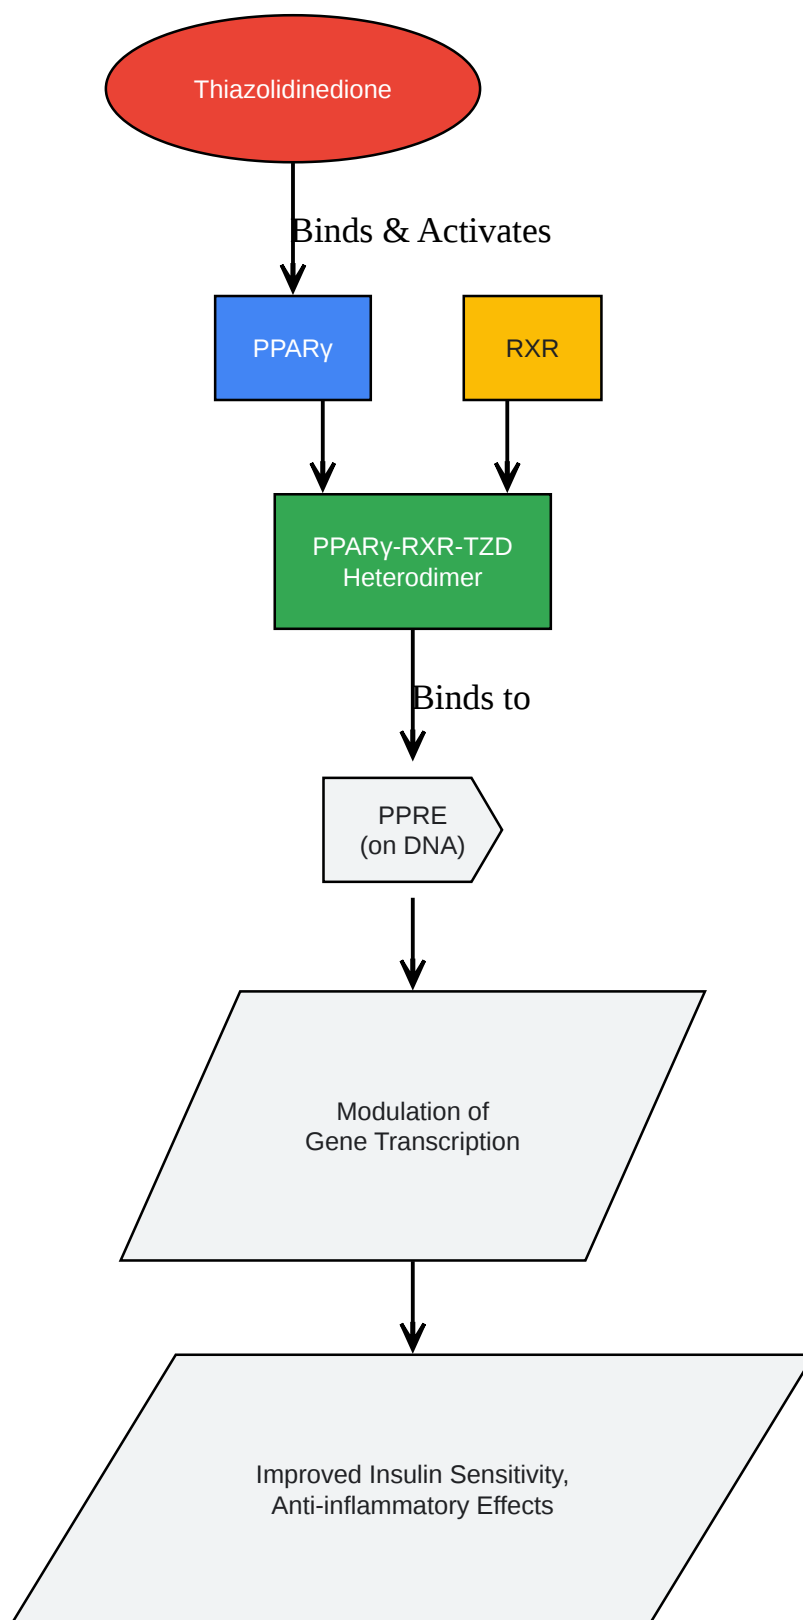 Thiazolidinedione
Binds & Activates
PPARγ
RXR
PPARγ-RXR-TZD
Heterodimer
Binds to
PPRE
(on DNA)
Modulation of
Gene Transcription
Improved Insulin Sensitivity,
Anti-inflammatory Effects